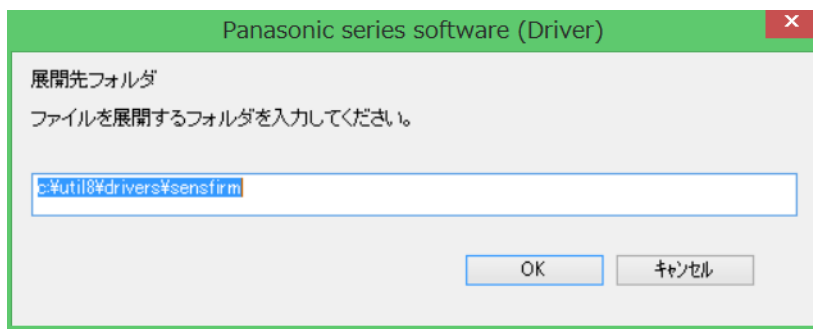 Panasonic series software (Driver)
x
展開先フォルダ
ファイルを展開するフォルダを入力してください。
c:¥util8¥drivers¥sensfirm
OK
キャンセル